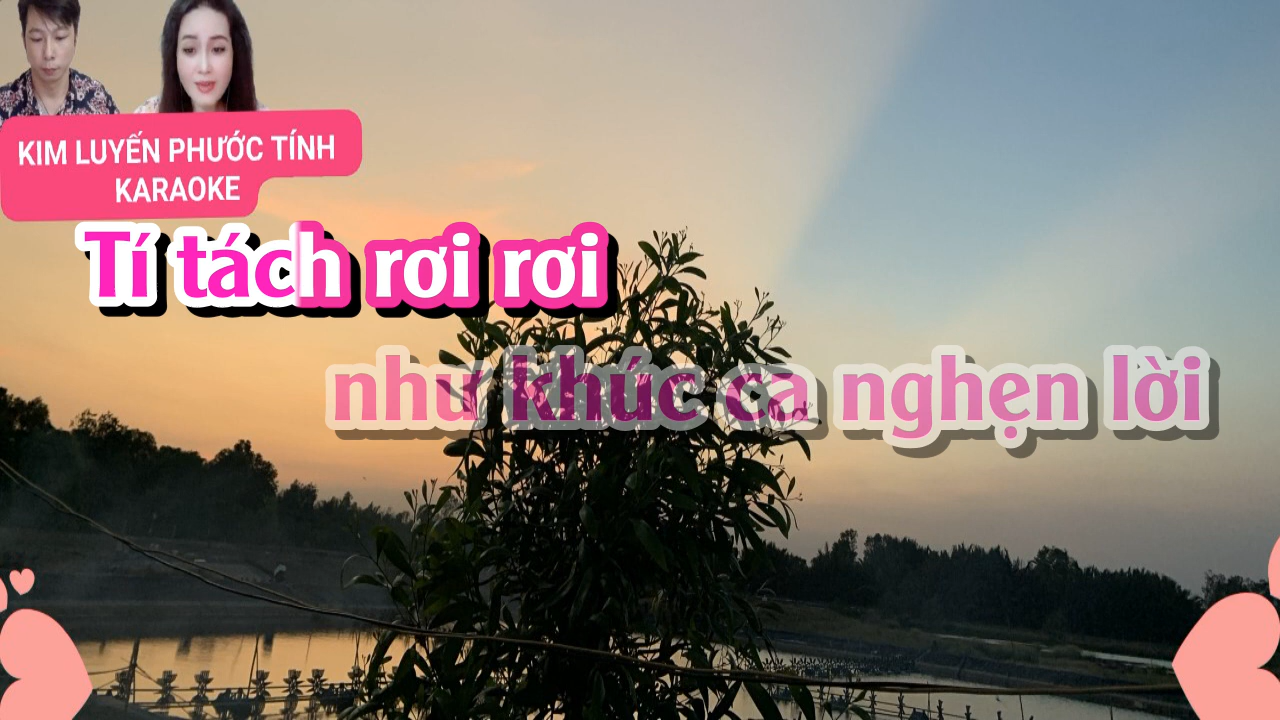 KIM LUYẾN PHƯỚC TÍNH
KARAOKE
Tí tách rơi rơi
như khúc ca nghẹn lời